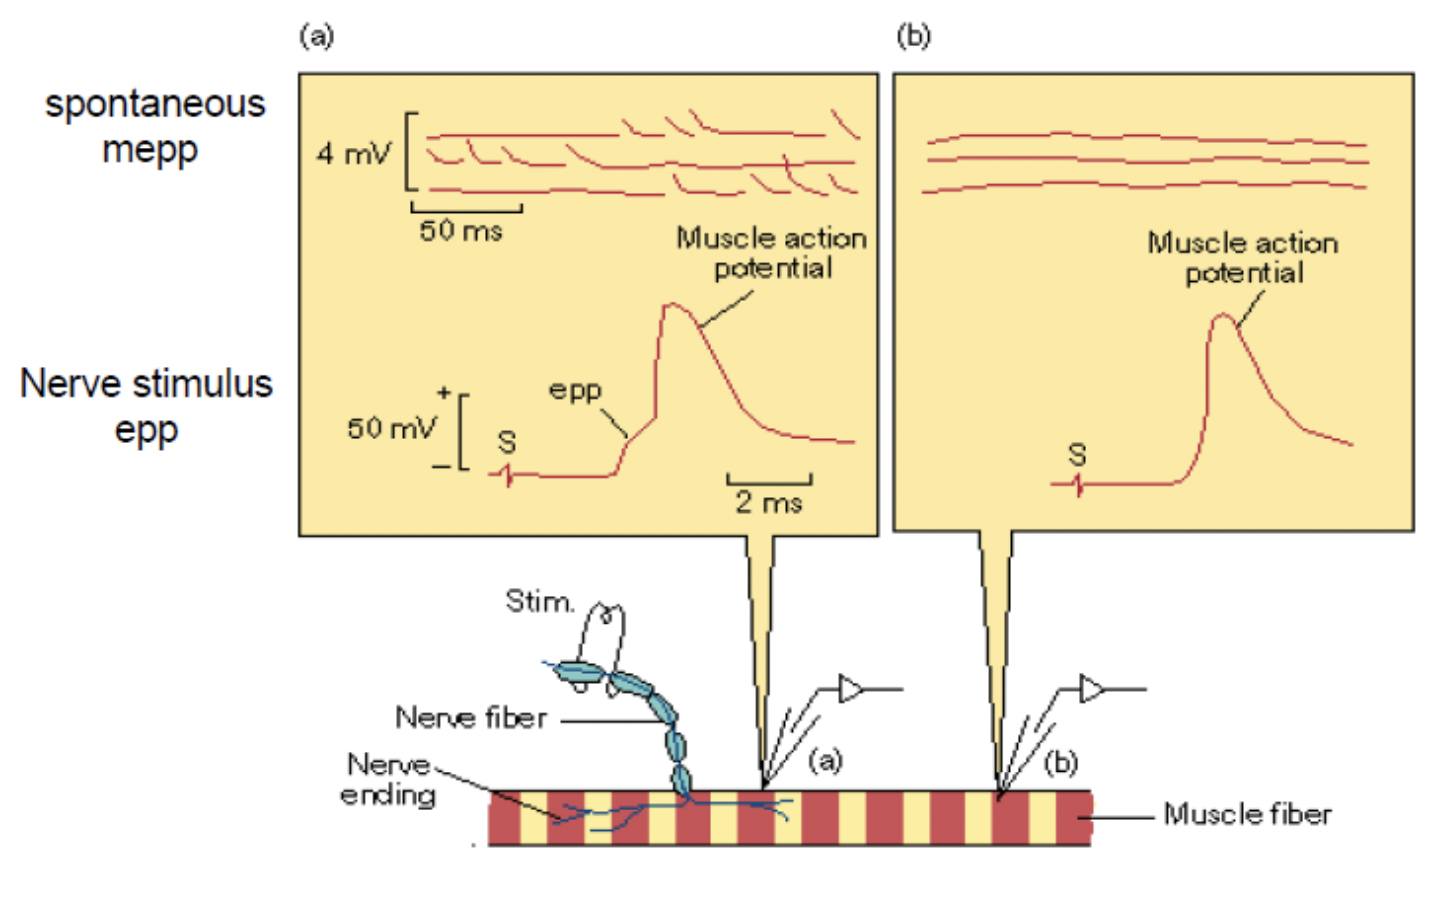 (a)
(b)
spontaneous
mepp
4 mV
50 ms
Muscle action
potential
Muscle action
potential
Nerve stimulus
epp
epp
+
50 mV
–
S
2 ms
S
Stim.
Nerve fiber
Nerve
ending
(a)
(b)
Muscle fiber